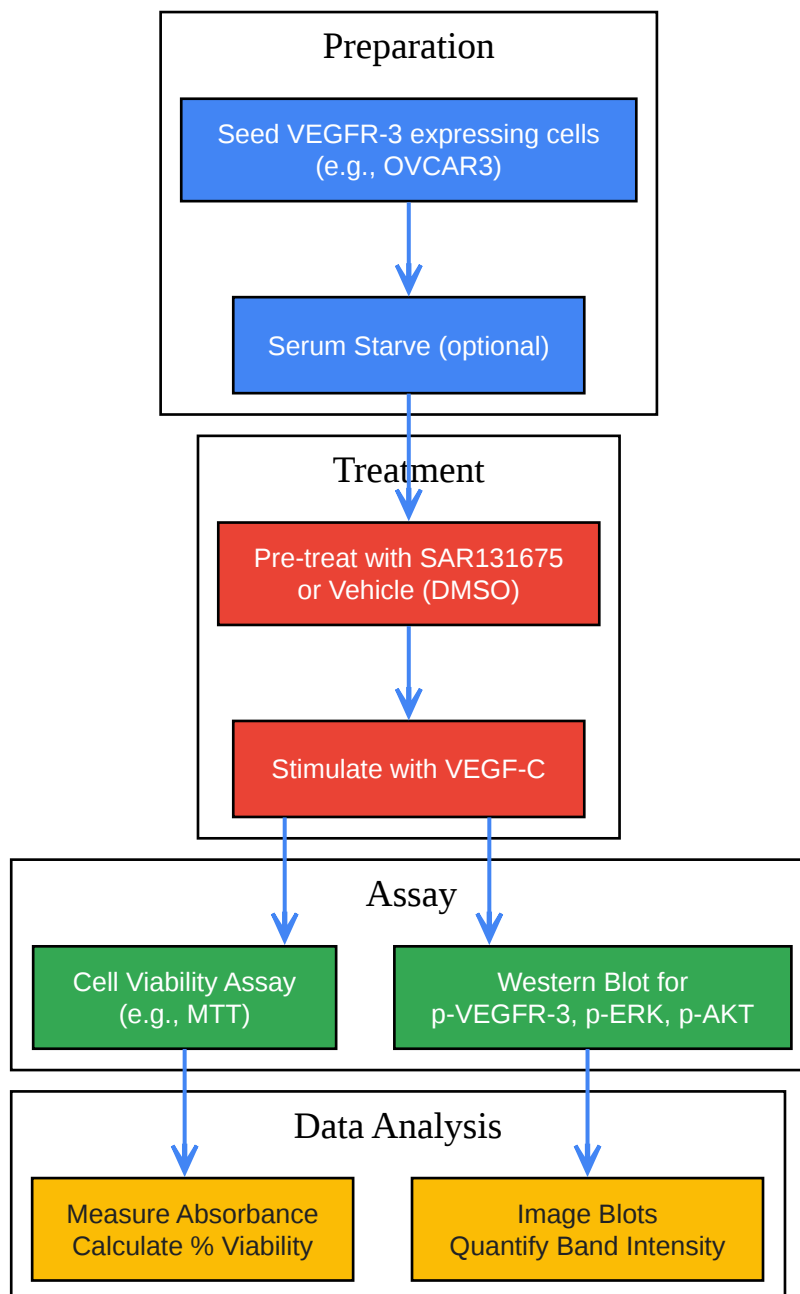 Preparation
Seed VEGFR-3 expressing cells
(e.g., OVCAR3)
Serum Starve (optional)
Treatment
Pre-treat with SAR131675
or Vehicle (DMSO)
Stimulate with VEGF-C
Assay
Cell Viability Assay
(e.g., MTT)
Western Blot for
p-VEGFR-3, p-ERK, p-AKT
Data Analysis
Measure Absorbance
Calculate % Viability
Image Blots
Quantify Band Intensity